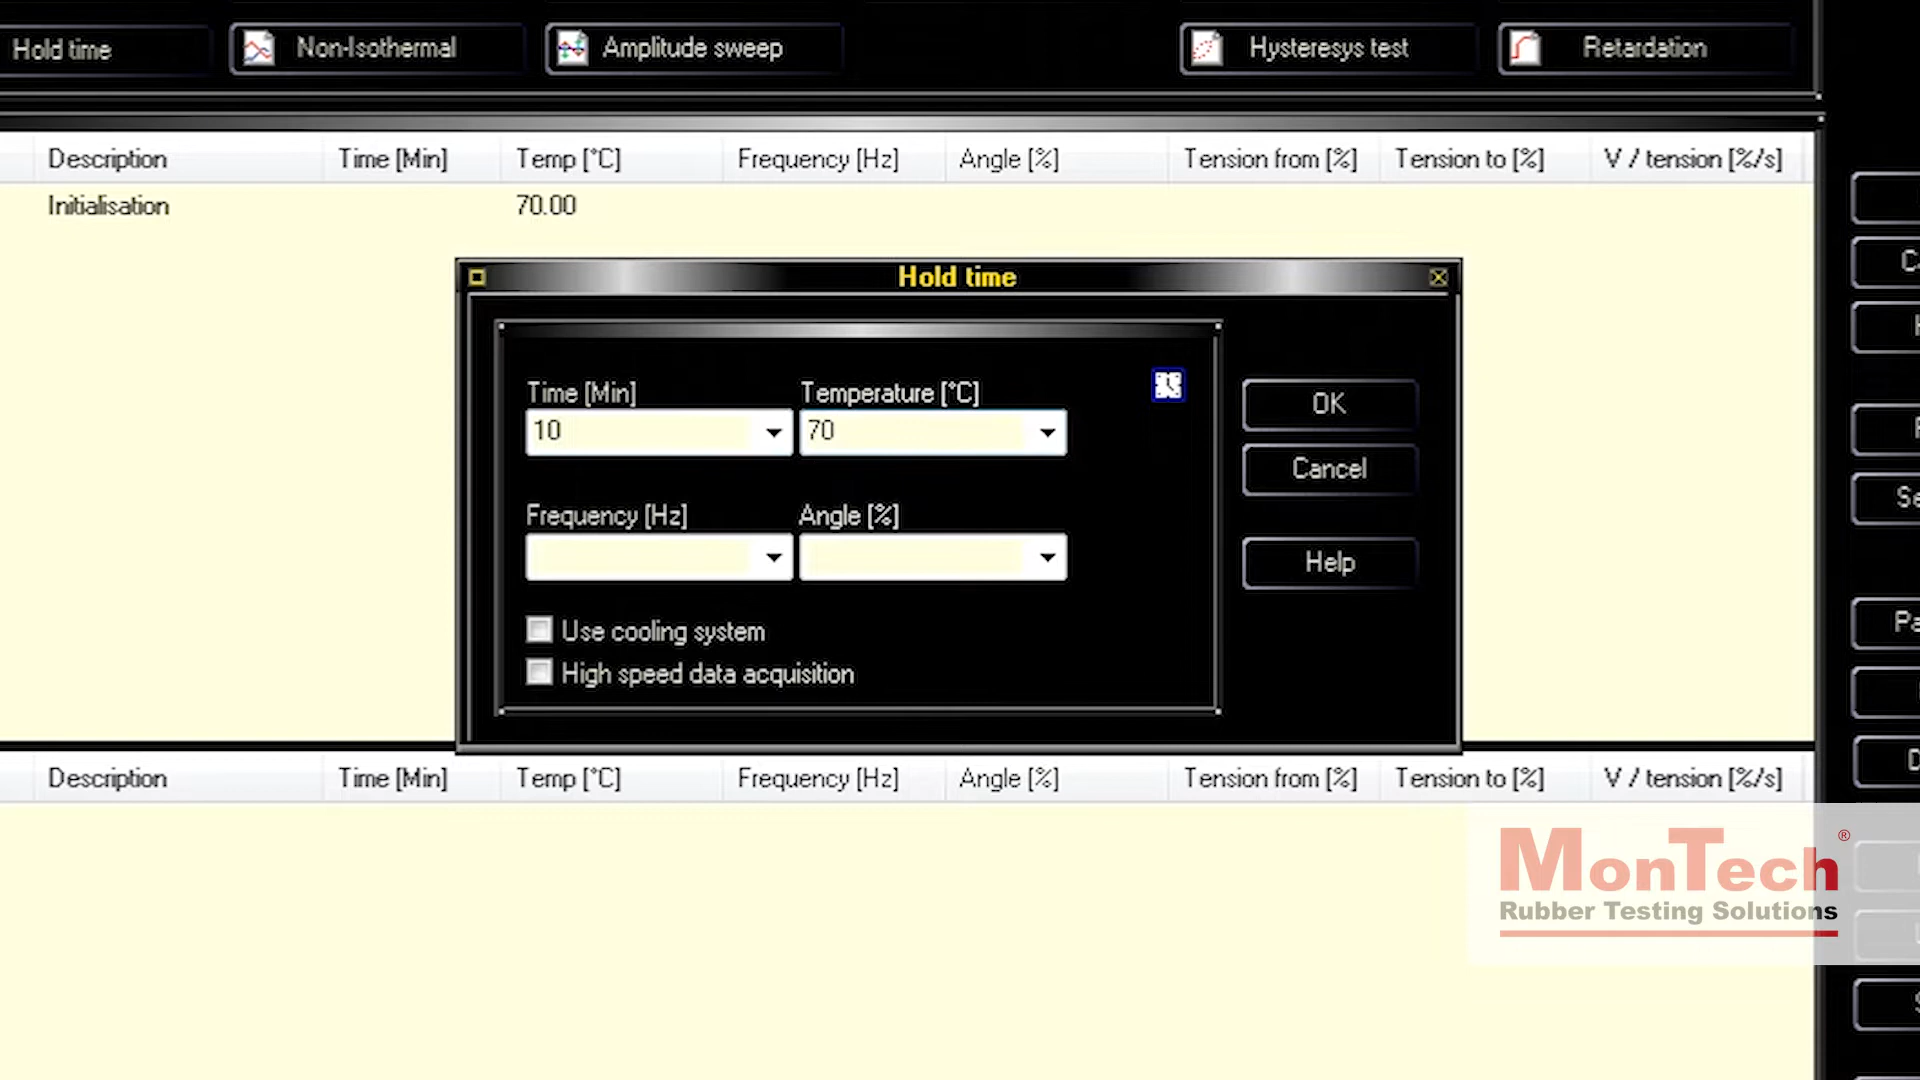 Hold time
Non-Isothermal
Amplitude sweep
Hysteresys test
Retardation
Description Time [Min] Temp [°C] Frequency [Hz] Angle [%] Tension from [%] Tension to [%] V / tension [%/s]
Initialisation 70.00
Hold time
Time [Min] Temperature [°C]
10 70
OK
Cancel
Frequency [Hz] Angle [%]
Help
Use cooling system
High speed data acquisition
Description Time [Min] Temp [°C] Frequency [Hz] Angle [%] Tension from [%] Tension to [%] V / tension [%/s]
MonTech®
Rubber Testing Solutions